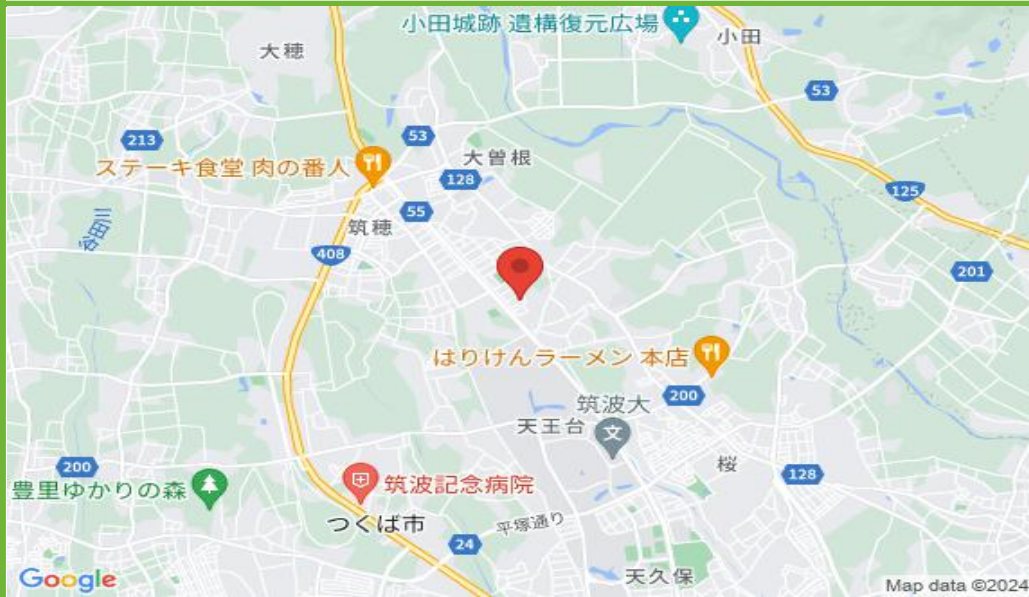 小田城跡 遺構復元広場
小田
大穂
53
213
53
大曽根
ステーキ食堂 肉の番人
128
125
55
筑穂
408
201
はりけんラーメン 本店
200
筑波大
天王台
文
桜
200
128
豊里ゆかりの森
筑波記念病院
つくば市
平塚通り
24
天久保
Google
Map data ©2024